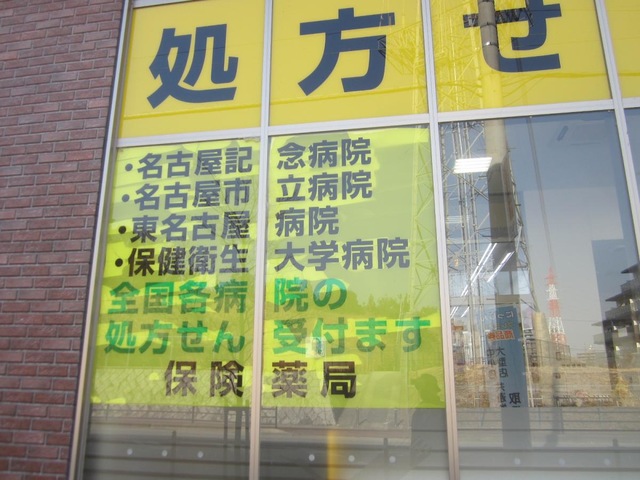 処方せ
・名古屋記念病院
・名古屋市立病院
・東名古屋病院
・保健衛生大学病院
全国各病院の
処方せん受付ます
保険薬局